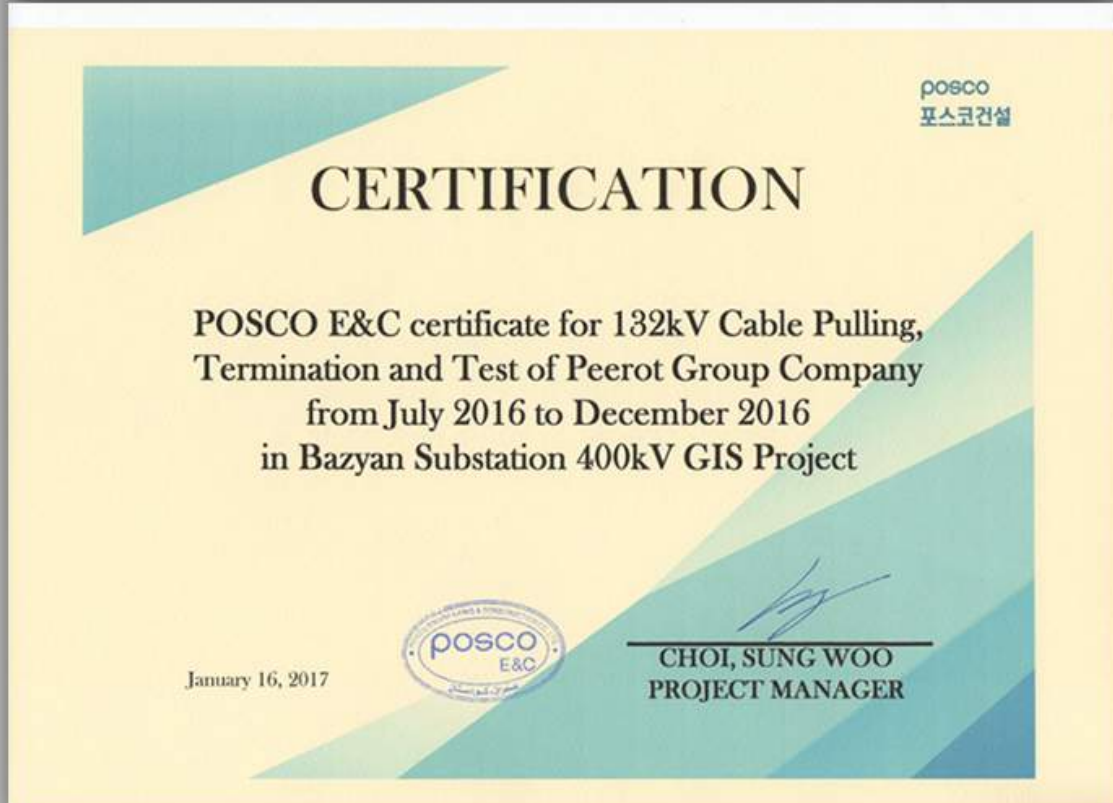 posco
포스코건설
CERTIFICATION
POSCO E&C certificate for 132kV Cable Pulling,
Termination and Test of Peerot Group Company
from July 2016 to December 2016
in Bazyan Substation 400kV GIS Project
posco
E&C
January 16, 2017
CHOI, SUNG WOO
PROJECT MANAGER